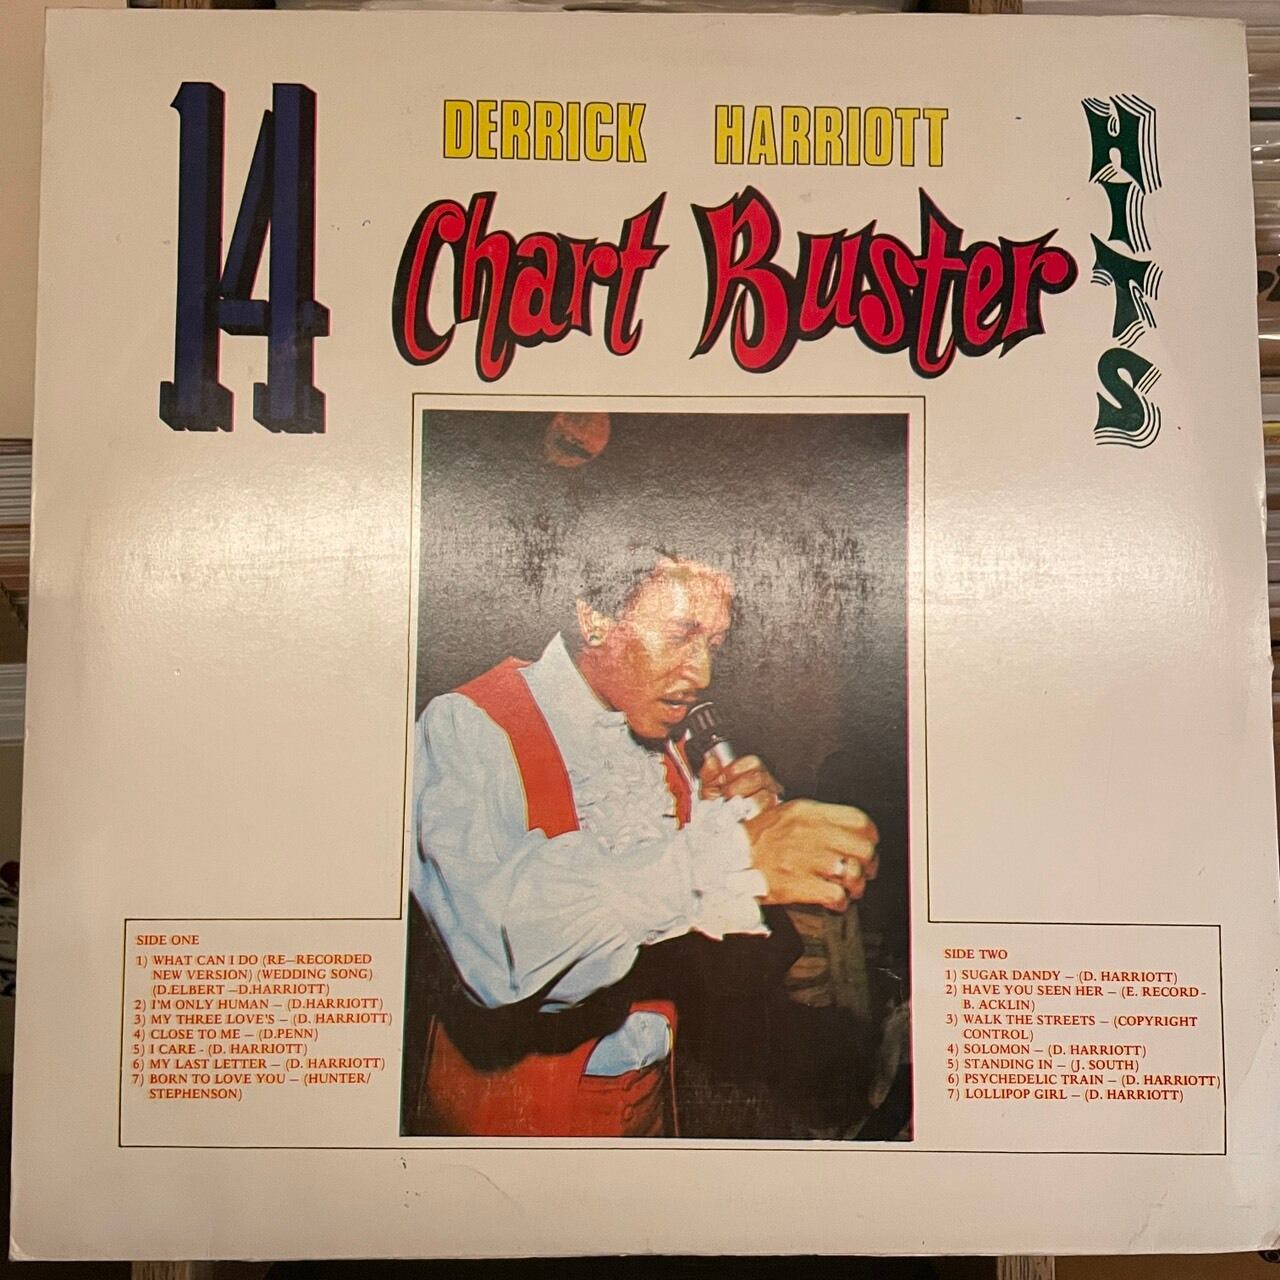 14
DERRICK HARRIOTT
Chart Buster
HITS
SIDE ONE
1) WHAT CAN I DO (RE-RECORDED
NEW VERSION) (WEDDING SONG)
(D.ELBERT -D.HARRIOTT)
2) I'M ONLY HUMAN - (D.HARRIOTT)
3) MY THREE LOVE'S - (D. HARRIOTT)
4) CLOSE TO ME - (D.PENN)
5) I CARE - (D. HARRIOTT)
6) MY LAST LETTER - (D. HARRIOTT)
7) BORN TO LOVE YOU - (HUNTER/
STEPHENSON)
SIDE TWO
1) SUGAR DANDY - (D. HARRIOTT)
2) HAVE YOU SEEN HER - (E. RECORD -
B. ACKLIN)
3) WALK THE STREETS - (COPYRIGHT
CONTROL)
4) SOLOMON - (D. HARRIOTT)
5) STANDING IN - (J. SOUTH)
6) PSYCHEDELIC TRAIN - (D. HARRIOTT)
7) LOLLIPOP GIRL - (D. HARRIOTT)